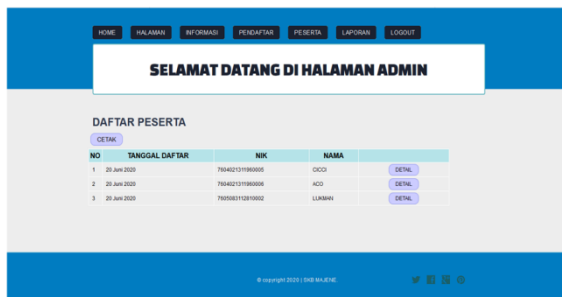 HOME HALAMAN INFORMASI PENDAFTAR PESERTA LAPORAN LOGOUT
SELAMAT DATANG DI HALAMAN ADMIN
DAFTAR PESERTA
CETAK
NO TANGGAL DAFTAR NIK NAMA
1 20 Juni 2020 7604021311960005 CICCI DETAIL
2 20 Juni 2020 7604021311960006 ACO DETAIL
3 20 Juni 2020 7605083112810002 LUKMAN DETAIL
© copyright 2020 | SKB MAJENE